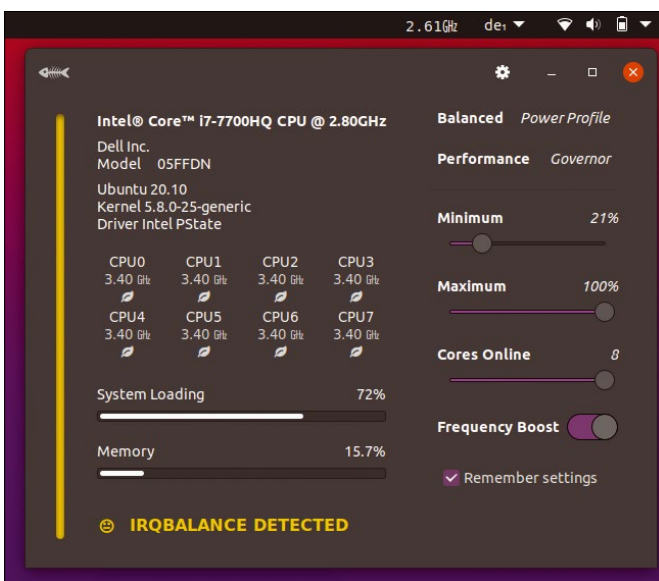 2.61GHz de₁
Intel® Core™ i7-7700HQ CPU @ 2.80GHz
Dell Inc.
Model 05FFDN
Ubuntu 20.10
Kernel 5.8.0-25-generic
Driver Intel PState
CPU0 CPU1 CPU2 CPU3
3.40 GHz 3.40 GHz 3.40 GHz 3.40 GHz
CPU4 CPU5 CPU6 CPU7
3.40 GHz 3.40 GHz 3.40 GHz 3.40 GHz
System Loading 72%
Memory 15.7%
IRQBALANCE DETECTED
Balanced Power Profile
Performance Governor
Minimum 21%
Maximum 100%
Cores Online 8
Frequency Boost
Remember settings